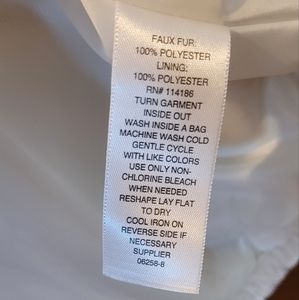 FAUX FUR:
100% POLYESTER
LINING:
100% POLYESTER
RN# 114186
TURN GARMENT
INSIDE OUT
WASH INSIDE A BAG
MACHINE WASH COLD
GENTLE CYCLE
WITH LIKE COLORS
USE ONLY NON-
CHLORINE BLEACH
WHEN NEEDED
RESHAPE LAY FLAT
TO DRY
COOL IRON ON
REVERSE SIDE IF
NECESSARY
SUPPLIER
06258-8